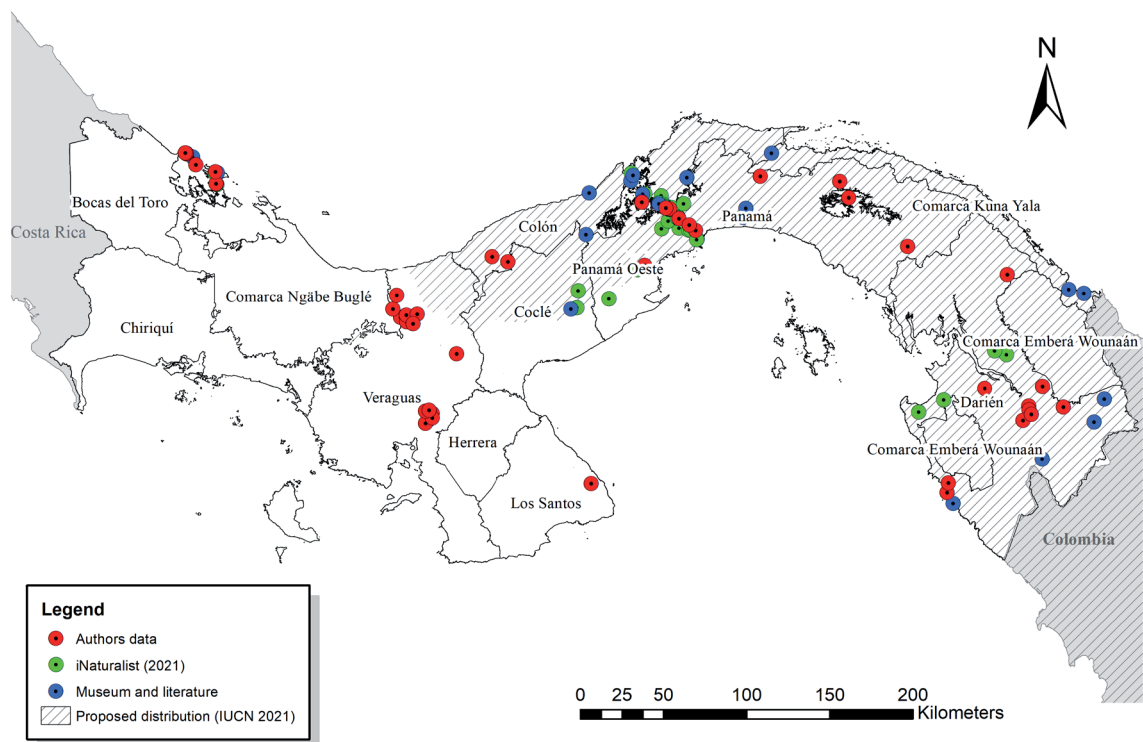 N
Bocas del Toro
Costa Rica
Comarca Ngäbe Buglé
Chiriquí
Veraguas
Herrera
Los Santos
Colón
Coclé
Panamá Oeste
Panamá
Comarca Kuna Yala
Comarca Emberá Wounaán
Darién
Comarca Emberá Wounaán
Colombia
Legend
Authors data
iNaturalist (2021)
Museum and literature
Proposed distribution (IUCN 2021)
0 25 50 100 150 200
Kilometers